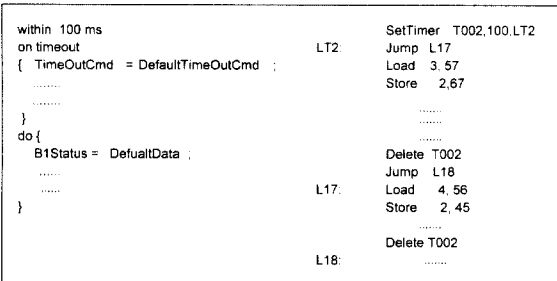 within 100 ms
on timeout
{ TimeOutCmd = DefaultTimeOutCmd ;
........
........
}
do {
B1Status = DefualtData ;
......
......
}
SetTimer T002,100,LT2
LT2: Jump L17
Load 3, 57
Store 2,67
.......
.......
.......
Delete T002
Jump L18
L17: Load 4, 56
Store 2, 45
.......
Delete T002
L18: .......